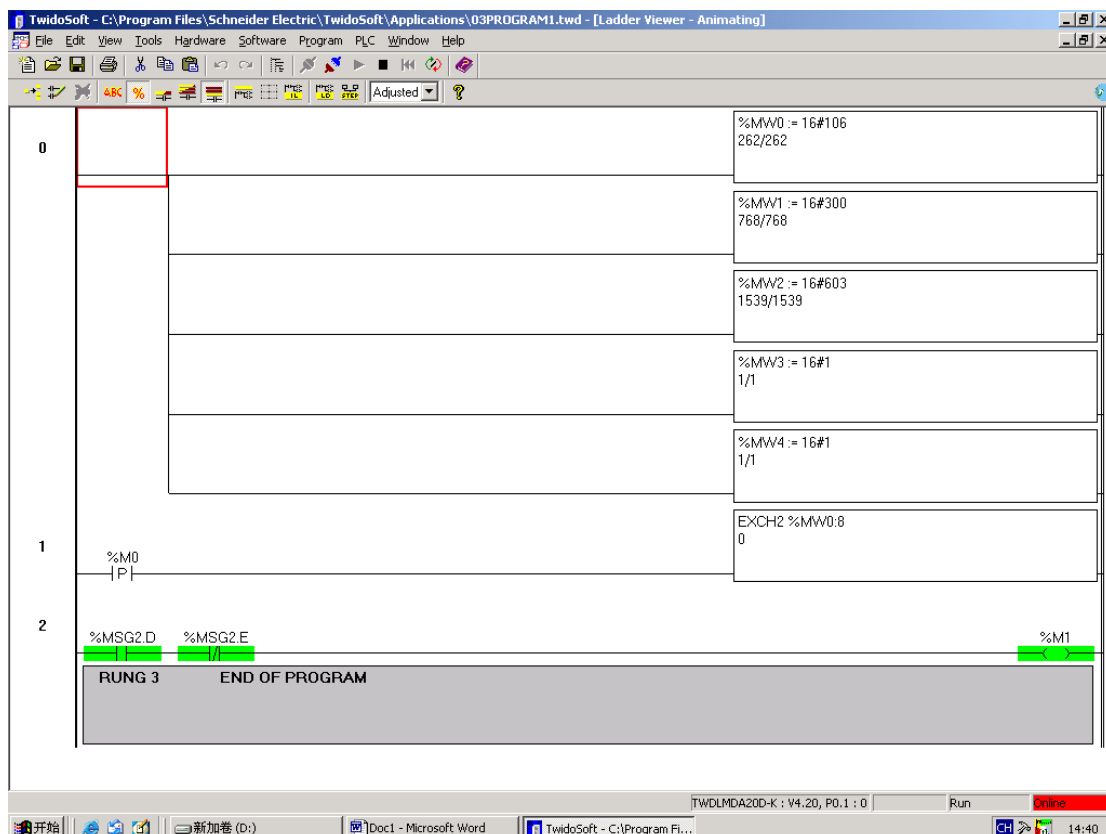 TwidoSoft - C:\Program Files\Schneider Electric\TwidoSoft\Applications\03PROGRAM1.twd - [Ladder Viewer - Animating]
File Edit View Tools Hardware Software Program PLC Window Help
ABC % Adjusted
0
%MW0 := 16#106
262/262
%MW1 := 16#300
768/768
%MW2 := 16#603
1539/1539
%MW3 := 16#1
1/1
%MW4 := 16#1
1/1
EXCH2 %MW0:8
0
1
%M0
P
2
%MSG2.D %MSG2.E %M1
RUNG 3 END OF PROGRAM
TWDLMDA20D-K : V4.20, P0.1 : 0 Run Online
开始 新加卷 (D:) Doc1 - Microsoft Word TwidoSoft - C:\Program Fi... CH 14:40